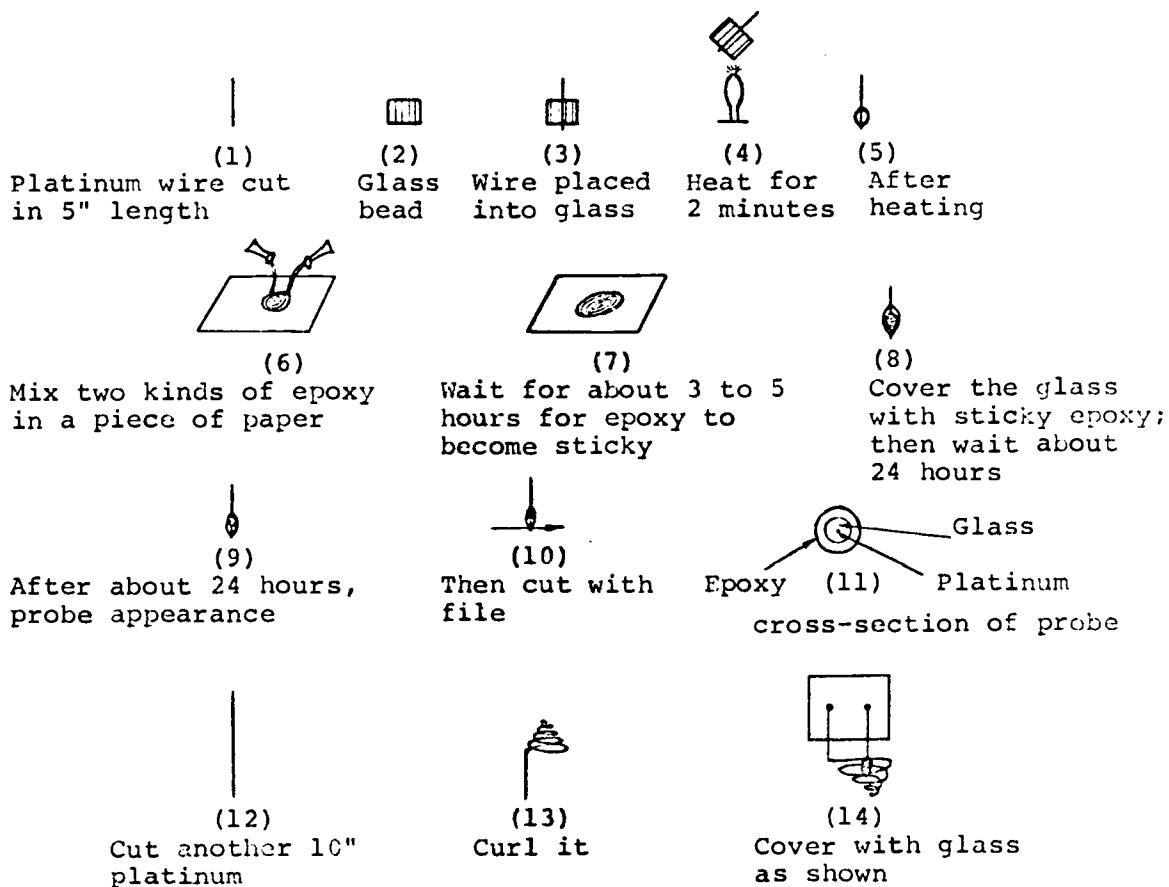 (1)
Platinum wire cut
in 5" length
(2)
Glass
bead
(3)
Wire placed
into glass
(4)
Heat for
2 minutes
(5)
After
heating
(6)
Mix two kinds of epoxy
in a piece of paper
(7)
Wait for about 3 to 5
hours for epoxy to
become sticky
(8)
Cover the glass
with sticky epoxy;
then wait about
24 hours
(9)
After about 24 hours,
probe appearance
(10)
Then cut with
file
Glass
Epoxy (11) Platinum
cross-section of probe
(12)
Cut another 10"
platinum
(13)
Curl it
(14)
Cover with glass
as shown